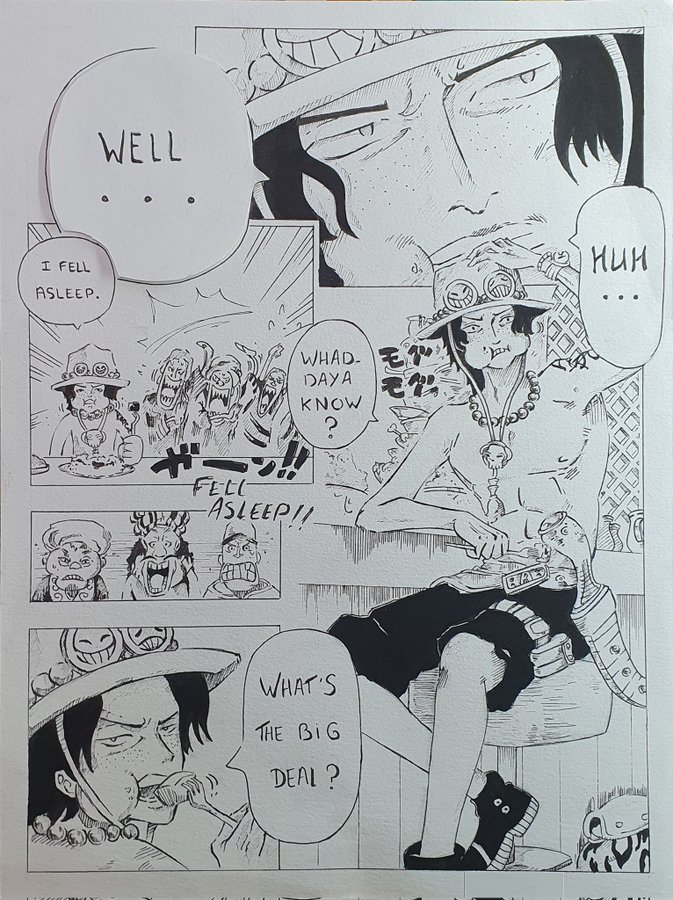 WELL
...
HUH
...
I FELL
ASLEEP.
WHAD-
DAYA
KNOW
?
モグ
モグッ
ガーン!!
FELL
ASLEEP!!
WHAT'S
THE BIG
DEAL?